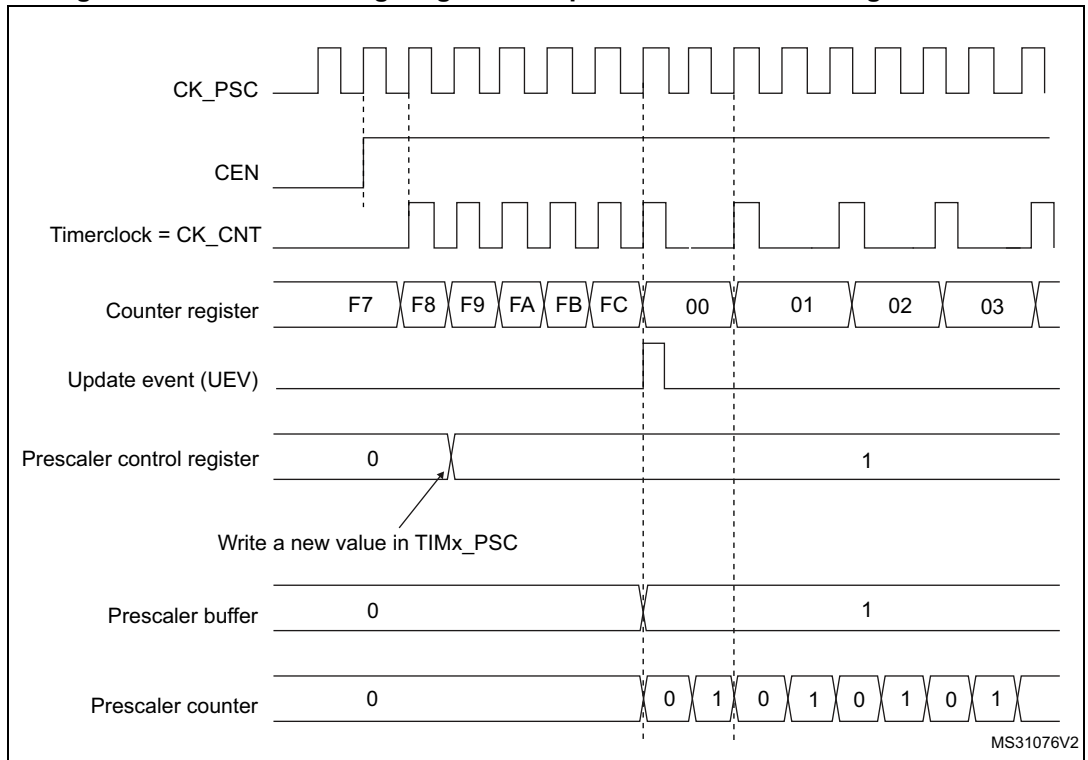 CK_PSC
CEN
Timerclock = CK_CNT
Counter register F7 F8 F9 FA FB FC 00 01 02 03
Update event (UEV)
Prescaler control register 0 1
Write a new value in TIMx_PSC
Prescaler buffer 0 1
Prescaler counter 0 0 1 0 1 0 1 0 1
MS31076V2